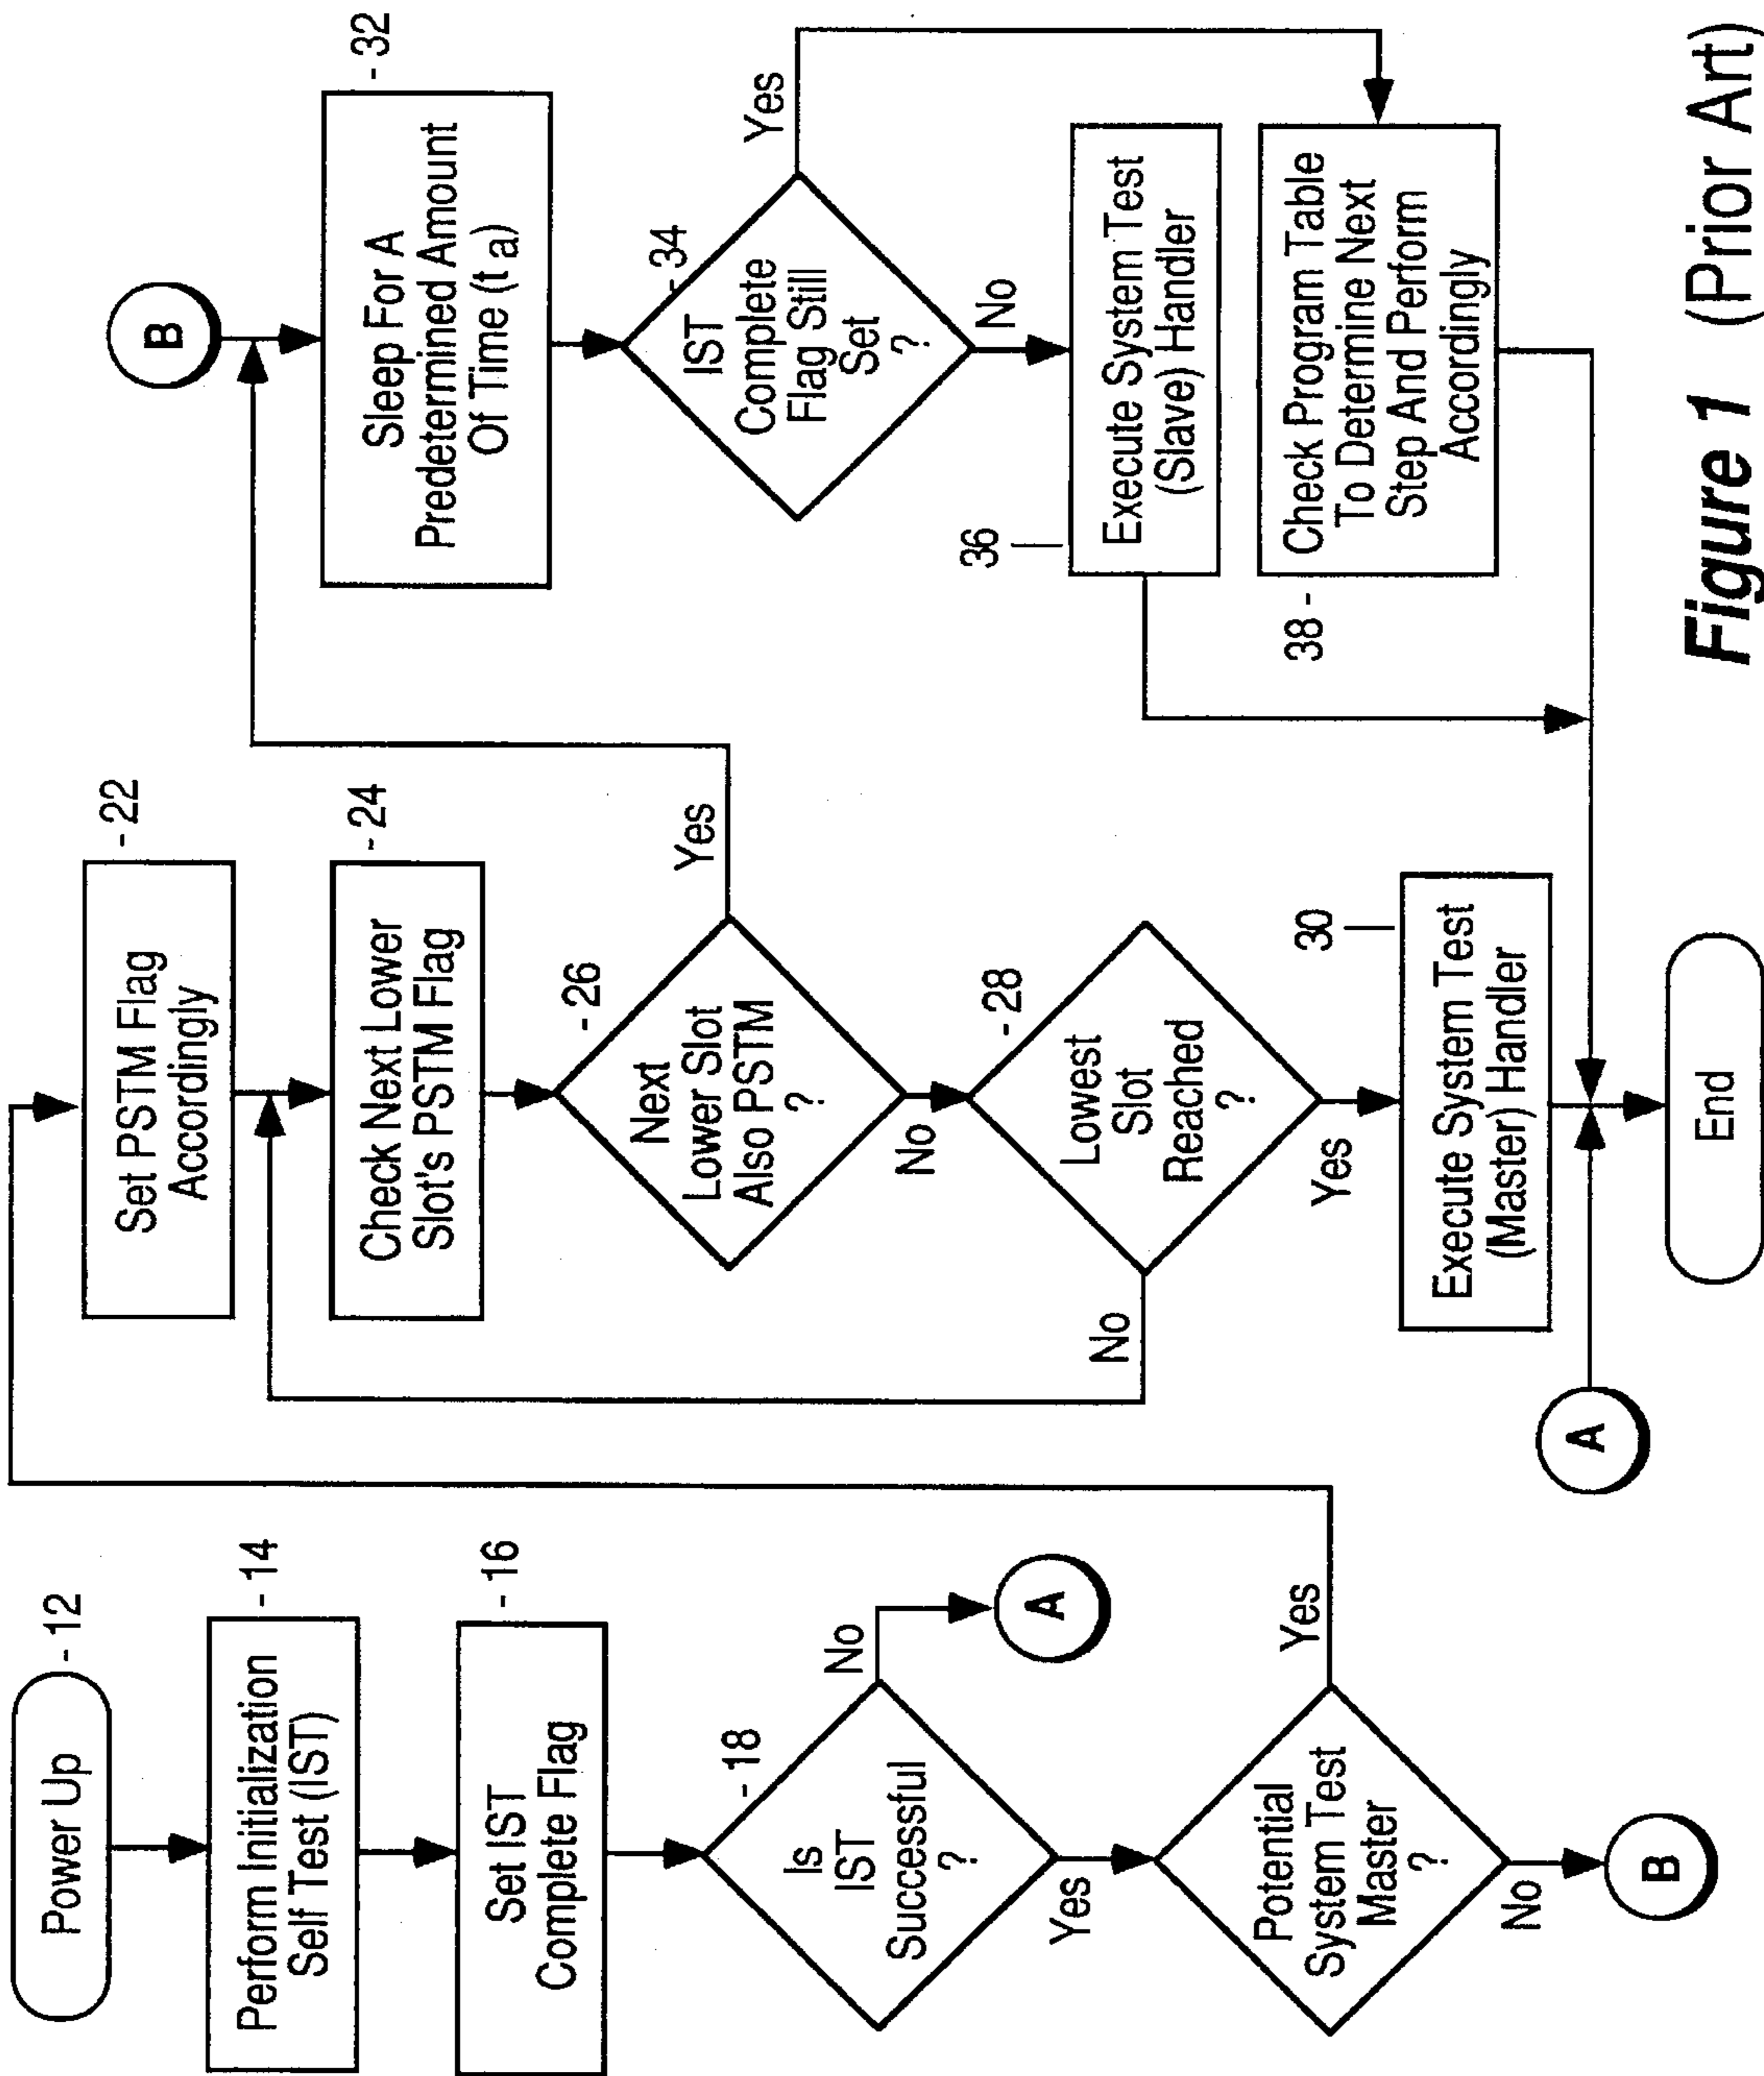 Power Up
- 12
Perform Initialization
Self Test (IST)
- 14
Set IST
Complete Flag
- 16
Is
IST
Successful
?
- 18
No
A
Yes
Potential
System Test
Master
?
Yes
No
B
Set PSTM Flag
Accordingly
- 22
Check Next Lower
Slot's PSTM Flag
- 24
Next
Lower Slot
Also PSTM
?
- 26
Yes
No
Lowest
Slot
Reached
?
- 28
No
Yes
30
Execute System Test
(Master) Handler
A
End
B
Sleep For A
Predetermined Amount
Of Time (t a)
- 32
IST
Complete
Flag Still
Set
?
- 34
Yes
No
36
Execute System Test
(Slave) Handler
38 -
Check Program Table
To Determine Next
Step And Perform
Accordingly
Figure 1 (Prior Art)